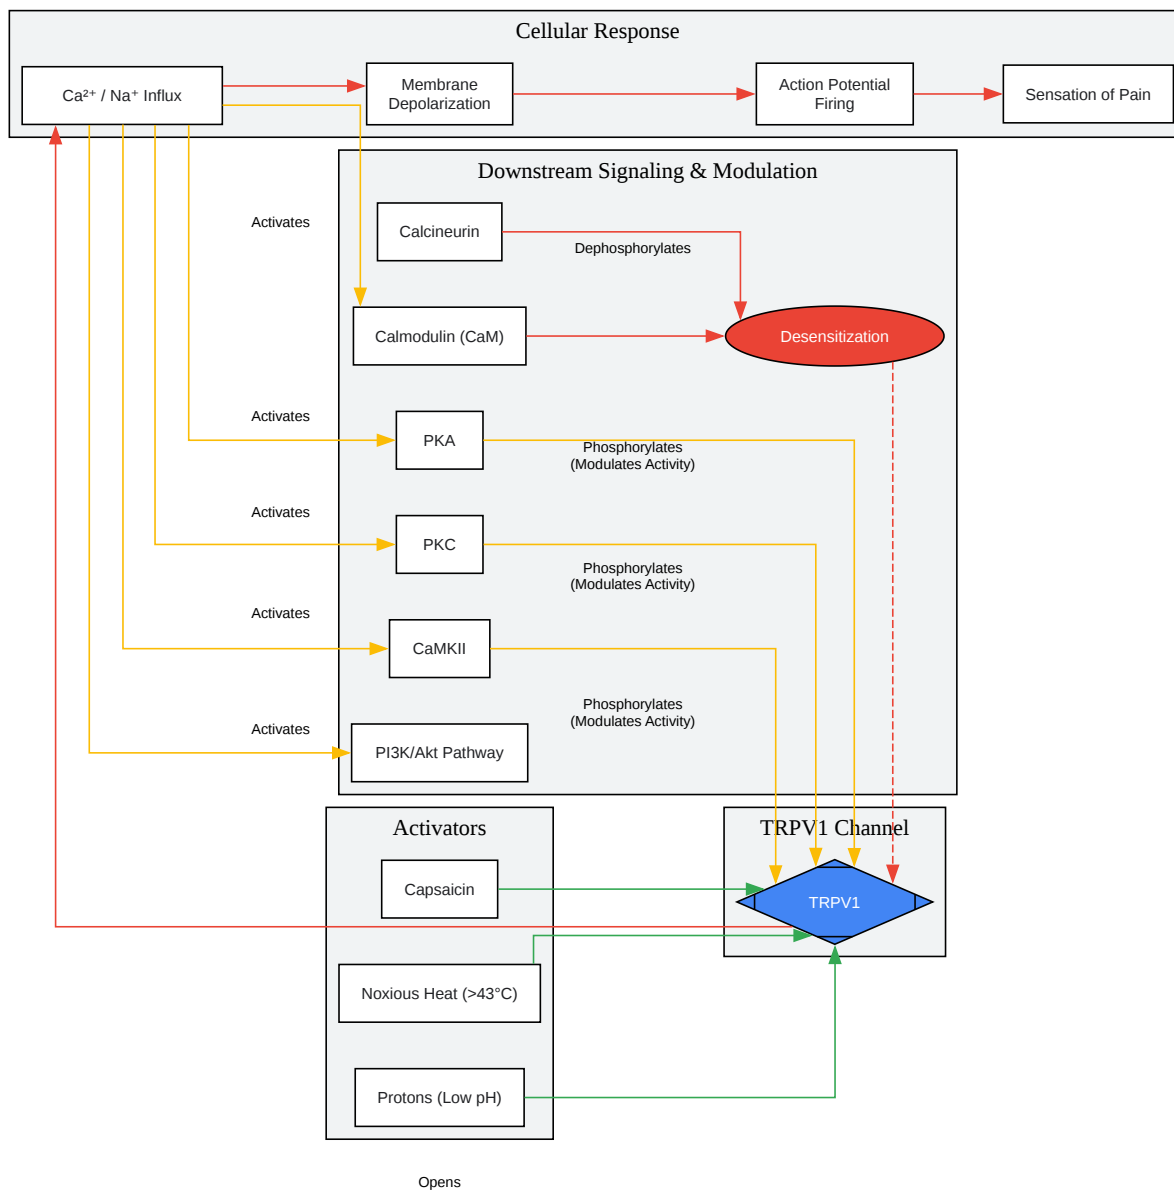 Cellular Response
Ca²⁺ / Na⁺ Influx
Membrane
Depolarization
Action Potential
Firing
Sensation of Pain
Downstream Signaling & Modulation
Activates
Calcineurin
Dephosphorylates
Calmodulin (CaM)
Desensitization
Activates
PKA
Phosphorylates
(Modulates Activity)
Activates
PKC
Phosphorylates
(Modulates Activity)
Activates
CaMKII
Phosphorylates
(Modulates Activity)
Activates
PI3K/Akt Pathway
Activators
TRPV1 Channel
Capsaicin
TRPV1
Noxious Heat (>43°C)
Protons (Low pH)
Opens